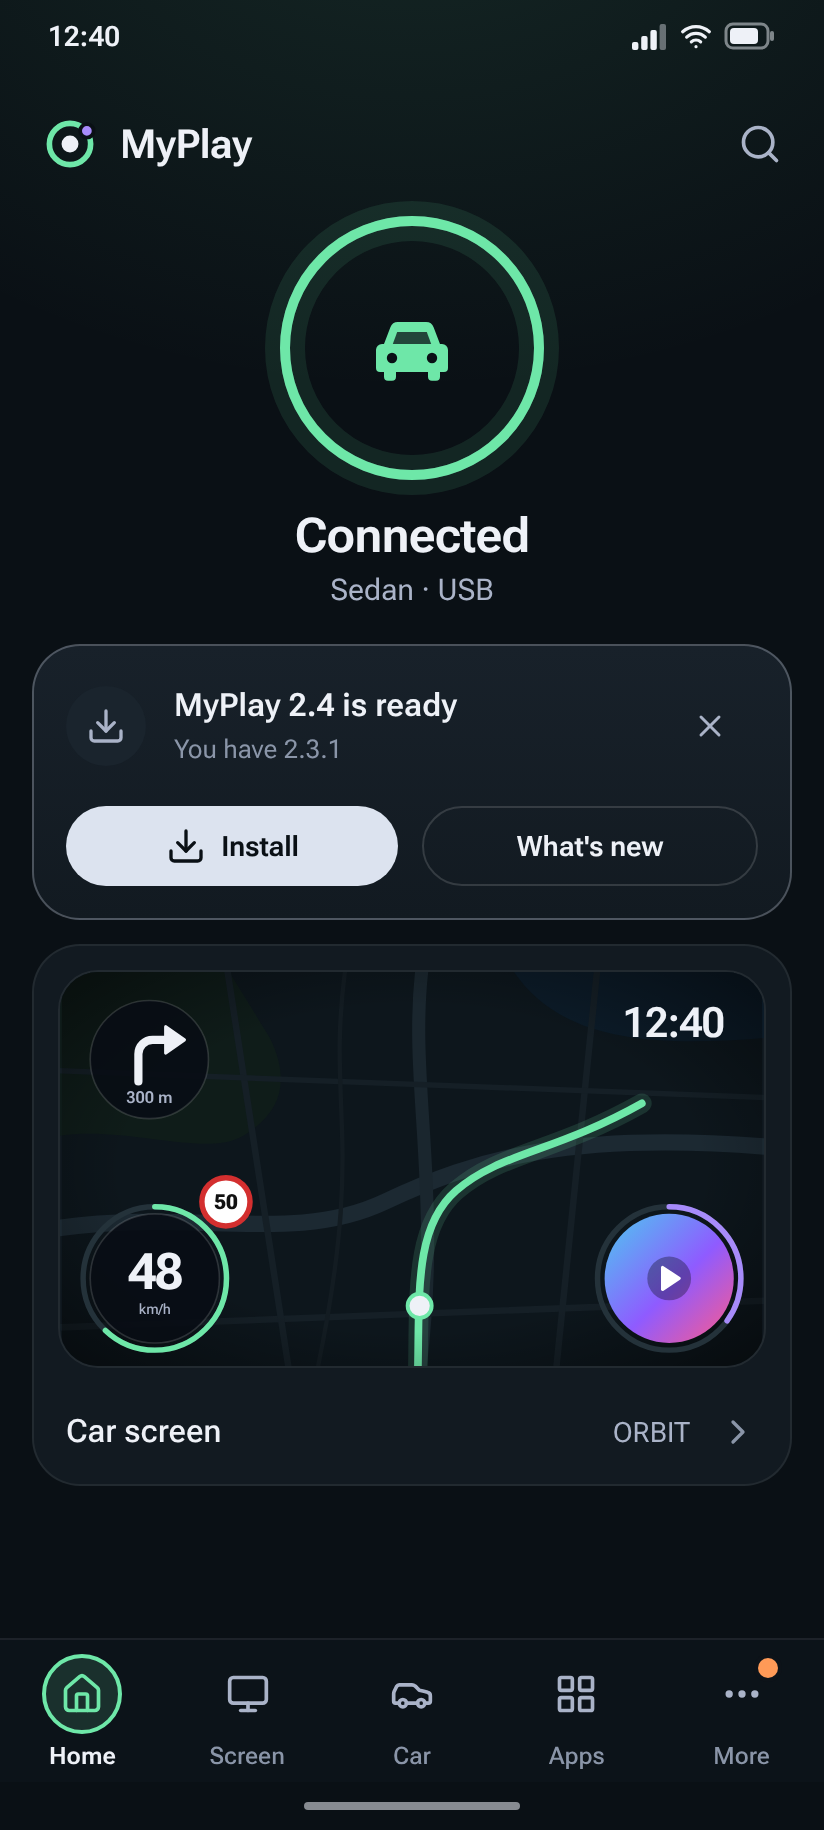 12:40
MyPlay
Connected
Sedan · USB
MyPlay 2.4 is ready
You have 2.3.1
Install
What's new
12:40
300 m
50
48
km/h
Car screen
ORBIT
Home
Screen
Car
Apps
More